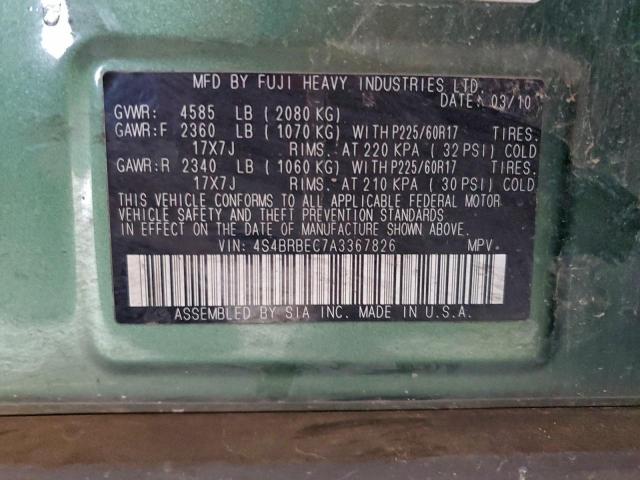 MFD BY FUJI HEAVY INDUSTRIES LTD.
DATE: 03/10
GVWR: 4585 LB ( 2080 KG)
GAWR:F 2360 LB ( 1070 KG) WITH P225/60R17 TIRES.
17X7J RIMS. AT 220 KPA ( 32 PSI) COLD
GAWR:R 2340 LB ( 1060 KG) WITH P225/60R17 TIRES.
17X7J RIMS. AT 210 KPA ( 30 PSI) COLD
THIS VEHICLE CONFORMS TO ALL APPLICABLE FEDERAL MOTOR
VEHICLE SAFETY AND THEFT PREVENTION STANDARDS
IN EFFECT ON THE DATE OF MANUFACTURE SHOWN ABOVE.
VIN: 4S4BRBEC7A3367826 MPV.
ASSEMBLED BY SIA INC. MADE IN U.S.A.